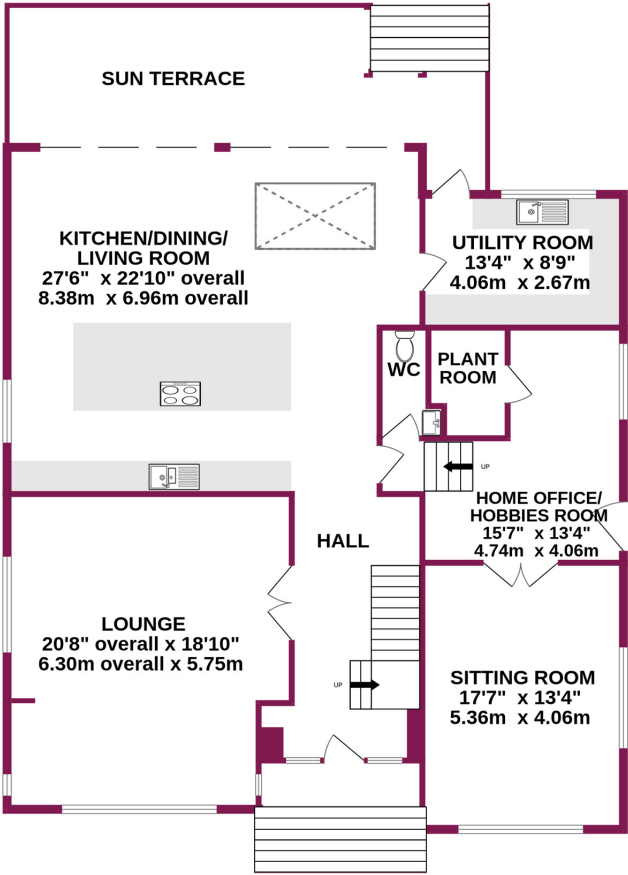 SUN TERRACE
KITCHEN/DINING/
LIVING ROOM
27'6" x 22'10" overall
8.38m x 6.96m overall
UTILITY ROOM
13'4" x 8'9"
4.06m x 2.67m
WC
PLANT
ROOM
UP
HOME OFFICE/
HOBBIES ROOM
15'7" x 13'4"
4.74m x 4.06m
HALL
LOUNGE
20'8" overall x 18'10"
6.30m overall x 5.75m
UP
SITTING ROOM
17'7" x 13'4"
5.36m x 4.06m